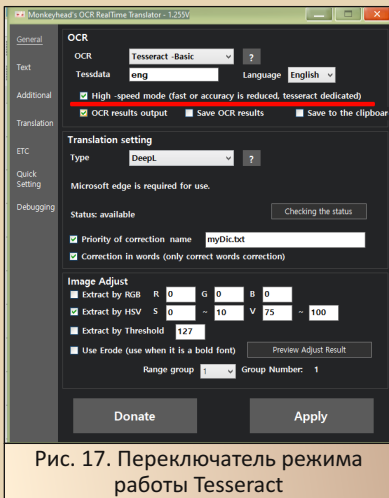 Monkeyhead's OCR RealTime Translator - 1.255V
General
Text
Additional
Translation
ETC
Quick
Setting
Debugging
OCR
OCR Tesseract -Basic ?
Tessdata eng Language English
High -speed mode (fast or accuracy is reduced, tesseract dedicated)
OCR results output Save OCR results Save to the clipboar
Translation setting
Type DeepL ?
Microsoft edge is required for use.
Status: available Checking the status
Priority of correction name myDic.txt
Correction in words (only correct words correction)
Image Adjust
Extract by RGB R 0 G 0 B 0
Extract by HSV S 0 ~ 10 V 75 ~ 100
Extract by Threshold 127
Use Erode (use when it is a bold font) Preview Adjust Result
Range group 1 Group Number: 1
Donate Apply
Рис. 17. Переключатель режима
работы Tesseract